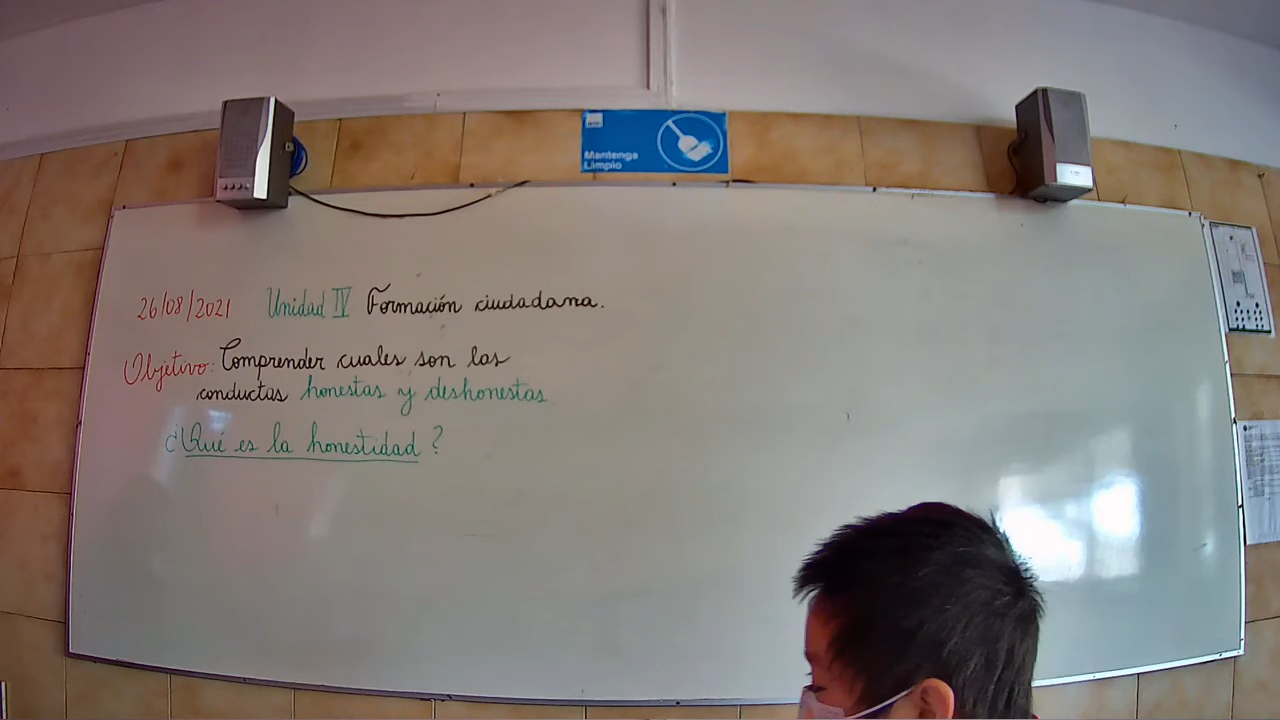 Mantenga
Limpio
26/08/2021 Unidad IV Formación ciudadana.
Objetivo: Comprender cuales son las
conductas honestas y deshonestas
¿Qué es la honestidad?